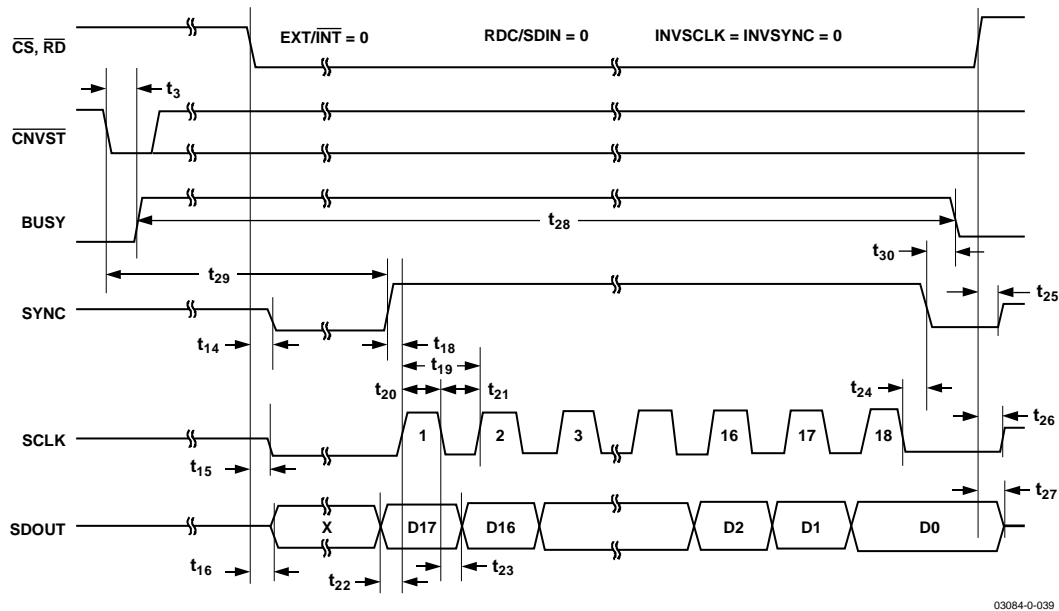 EXT/INT = 0 RDC/SDIN = 0 INVSCLK = INVSYNC = 0
CS, RD
t3
CNVST
BUSY
t28
t30
t29
t25
SYNC
t14
t18
t19
t20
t21
t24
t26
SCLK
1 2 3 16 17 18
t15
t27
SDOUT
X D17 D16 D2 D1 D0
t16
t22
t23
03084-0-039